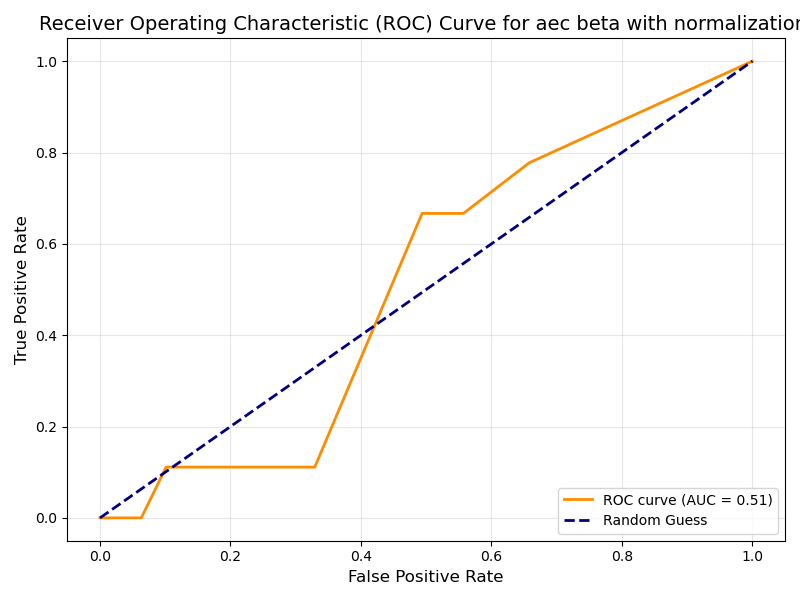 Receiver Operating Characteristic (ROC) Curve for aec beta with normalization
True Positive Rate
1.0
0.8
0.6
0.4
0.2
0.0
0.0 0.2 0.4 0.6 0.8 1.0
False Positive Rate
ROC curve (AUC = 0.51)
Random Guess